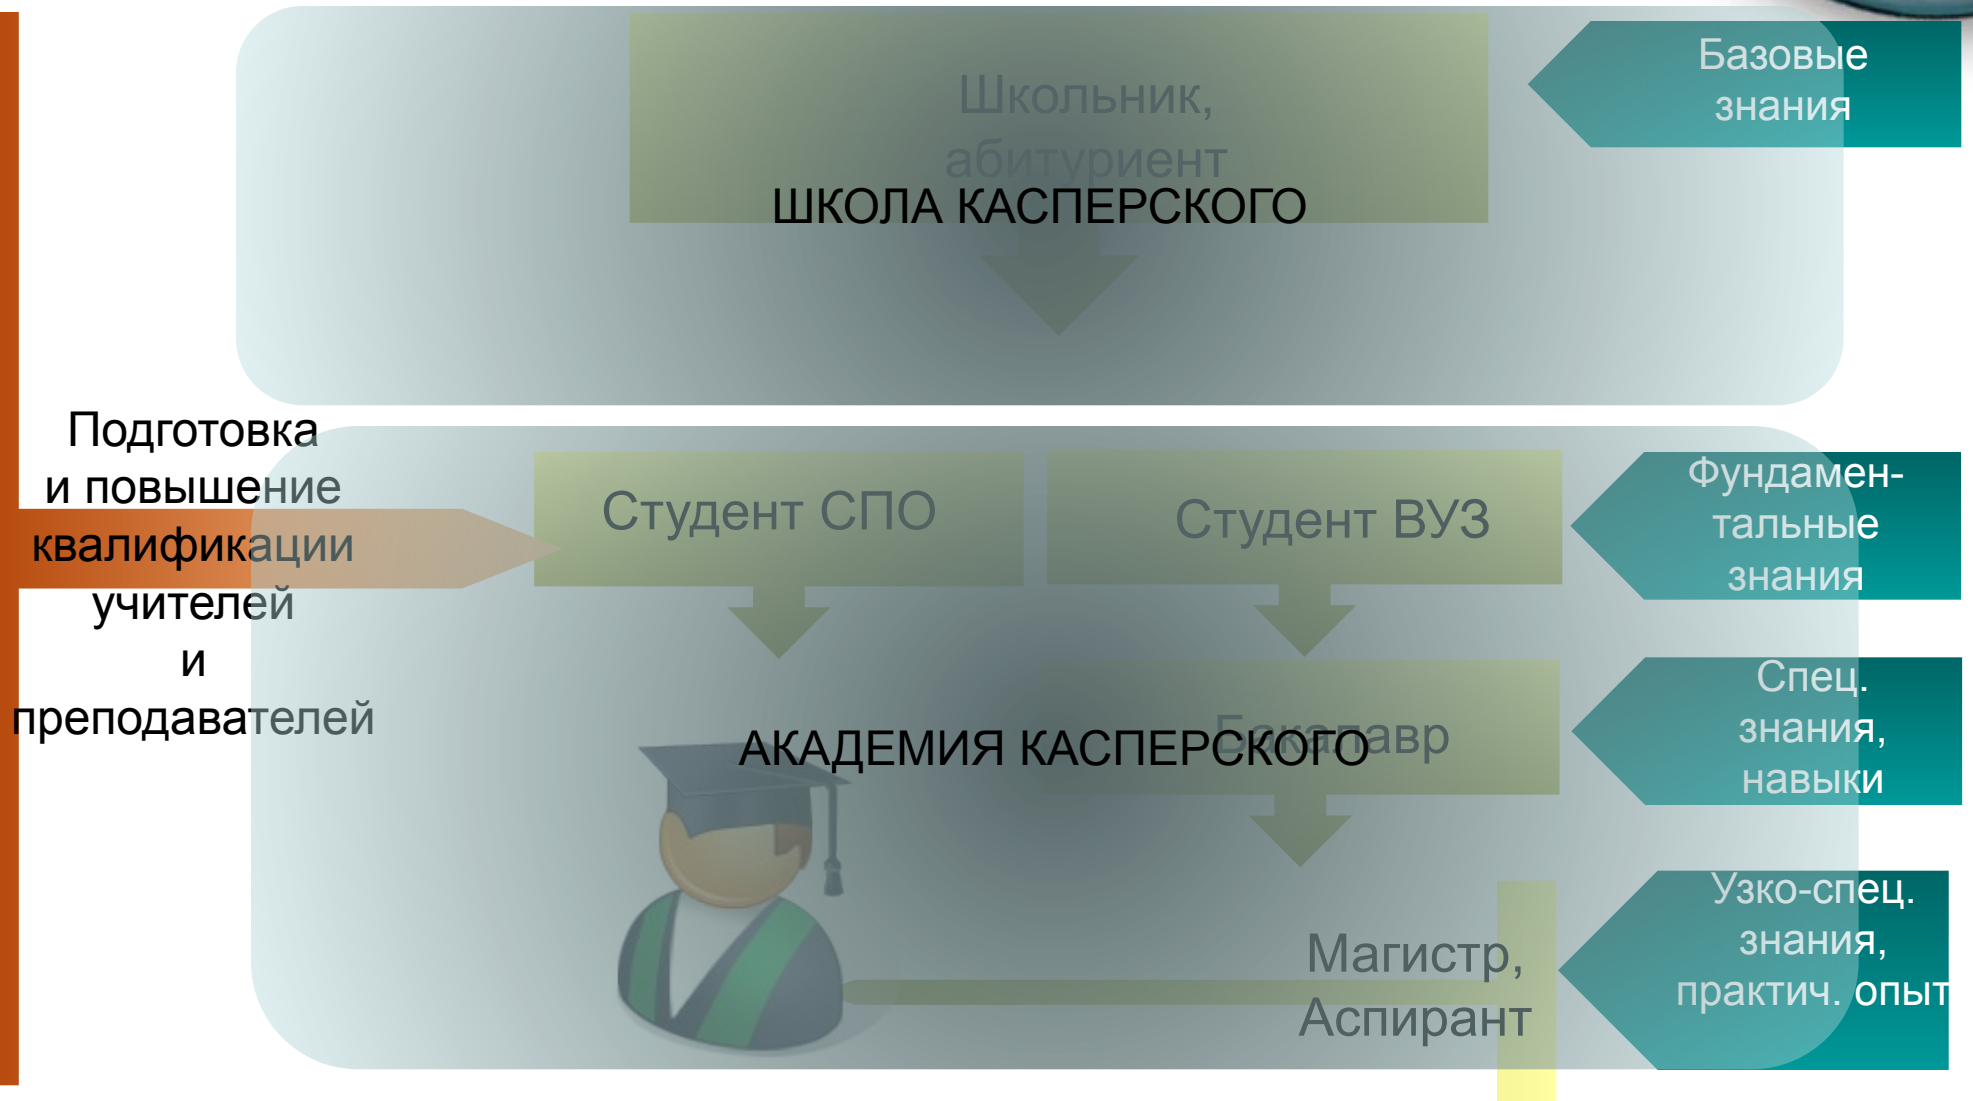 Базовые
знания
Школьник,
абитуриент
ШКОЛА КАСПЕРСКОГО
Подготовка
и повышение
квалификации
учителей
и
преподавателей
Студент СПО
Студент ВУЗ
Фундамен-
тальные
знания
Бакалавр
АКАДЕМИЯ КАСПЕРСКОГО
Спец.
знания,
навыки
Магистр,
Аспирант
Узко-спец.
знания,
практич. опыт